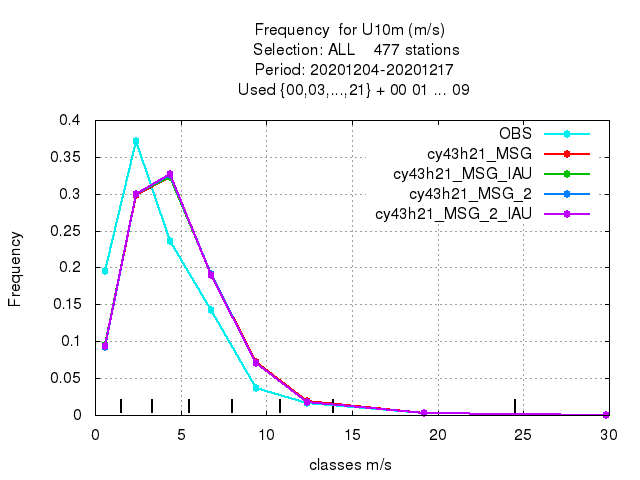 Frequency  for U10m (m/s)
Selection: ALL    477 stations
Period: 20201204-20201217
Used {00,03,...,21} + 00 01 ... 09
0.4
0.35
0.3
0.25
0.2
0.15
0.1
0.05
0
Frequency
OBS
cy43h21_MSG
cy43h21_MSG_IAU
cy43h21_MSG_2
cy43h21_MSG_2_IAU
0 5 10 15 20 25 30
classes m/s